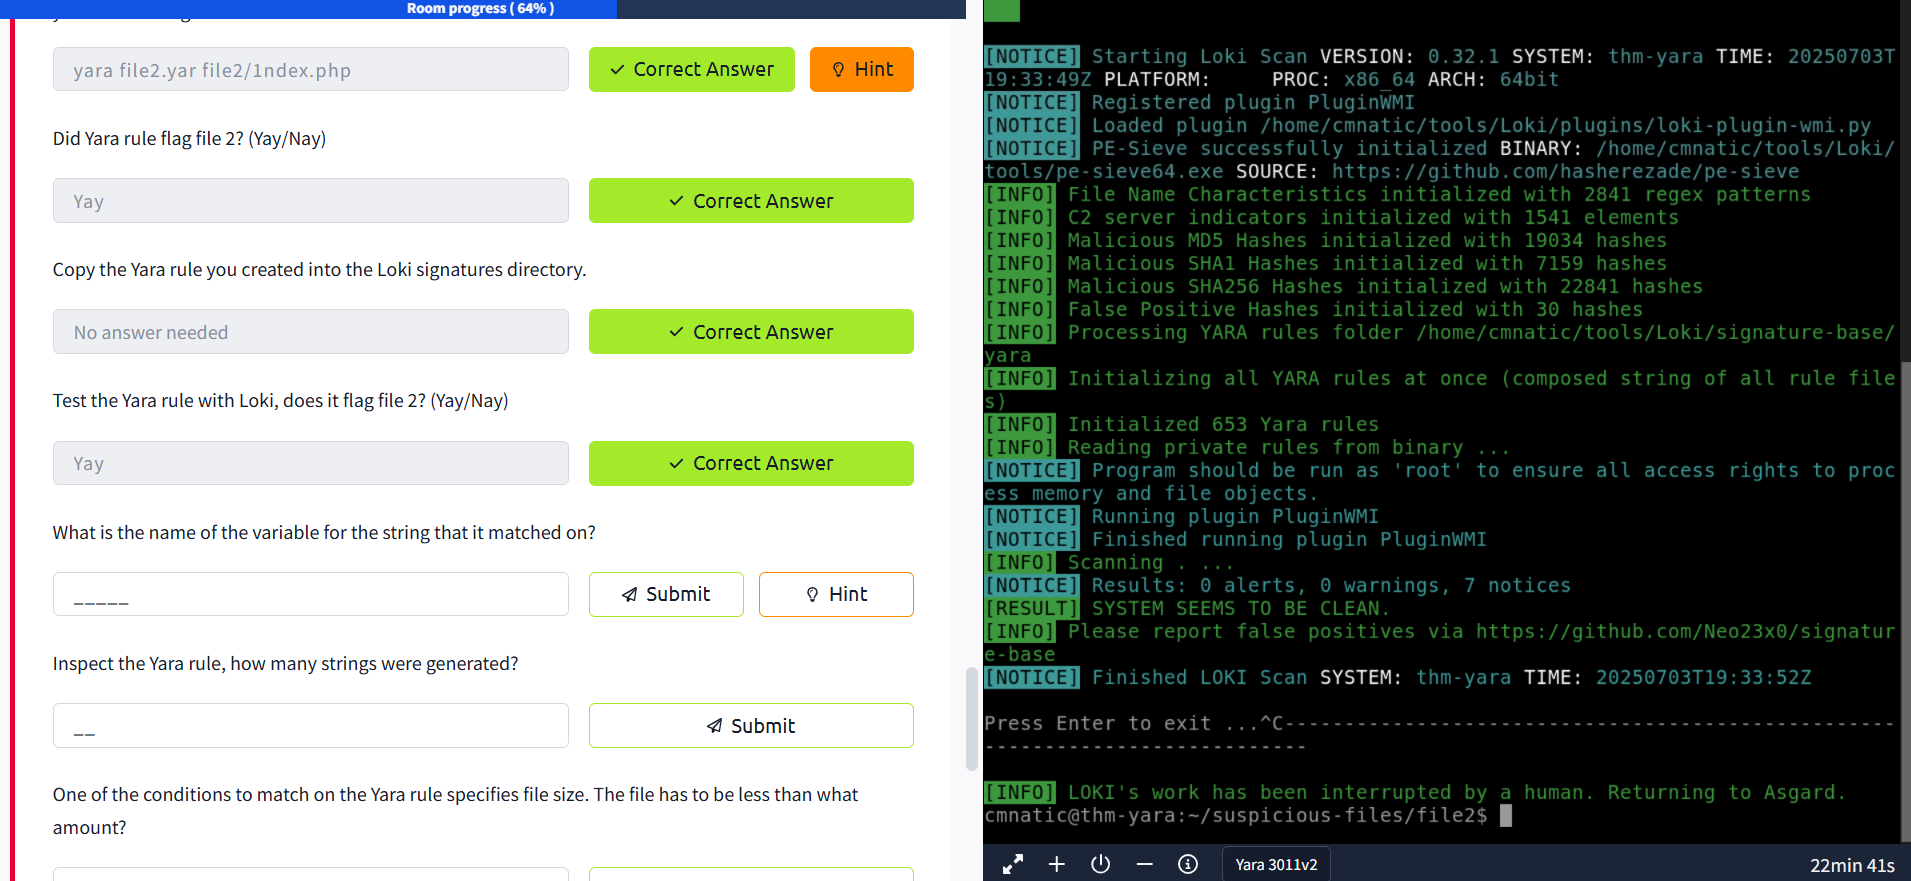 Room progress ( 64% )
yara file2.yar file2/1ndex.php
Correct Answer
Hint
Did Yara rule flag file 2? (Yay/Nay)
Yay
Correct Answer
Copy the Yara rule you created into the Loki signatures directory.
No answer needed
Correct Answer
Test the Yara rule with Loki, does it flag file 2? (Yay/Nay)
Yay
Correct Answer
What is the name of the variable for the string that it matched on?
_____
Submit
Hint
Inspect the Yara rule, how many strings were generated?
__
Submit
One of the conditions to match on the Yara rule specifies file size. The file has to be less than what
amount?
[NOTICE] Starting Loki Scan VERSION: 0.32.1 SYSTEM: thm-yara TIME: 20250703T
19:33:49Z PLATFORM:     PROC: x86_64 ARCH: 64bit
[NOTICE] Registered plugin PluginWMI
[NOTICE] Loaded plugin /home/cmnatic/tools/Loki/plugins/loki-plugin-wmi.py
[NOTICE] PE-Sieve successfully initialized BINARY: /home/cmnatic/tools/Loki/
tools/pe-sieve64.exe SOURCE: https://github.com/hasherezade/pe-sieve
[INFO] File Name Characteristics initialized with 2841 regex patterns
[INFO] C2 server indicators initialized with 1541 elements
[INFO] Malicious MD5 Hashes initialized with 19034 hashes
[INFO] Malicious SHA1 Hashes initialized with 7159 hashes
[INFO] Malicious SHA256 Hashes initialized with 22841 hashes
[INFO] False Positive Hashes initialized with 30 hashes
[INFO] Processing YARA rules folder /home/cmnatic/tools/Loki/signature-base/
yara
[INFO] Initializing all YARA rules at once (composed string of all rule file
s)
[INFO] Initialized 653 Yara rules
[INFO] Reading private rules from binary ...
[NOTICE] Program should be run as 'root' to ensure all access rights to proc
ess memory and file objects.
[NOTICE] Running plugin PluginWMI
[NOTICE] Finished running plugin PluginWMI
[INFO] Scanning . ...
[NOTICE] Results: 0 alerts, 0 warnings, 7 notices
[RESULT] SYSTEM SEEMS TO BE CLEAN.
[INFO] Please report false positives via https://github.com/Neo23x0/signatur
e-base
[NOTICE] Finished LOKI Scan SYSTEM: thm-yara TIME: 20250703T19:33:52Z
Press Enter to exit ...^C---------------------------------------------------
---------------------------
[INFO] LOKI's work has been interrupted by a human. Returning to Asgard.
cmnatic@thm-yara:~/suspicious-files/file2$
Yara 3011v2
22min 41s